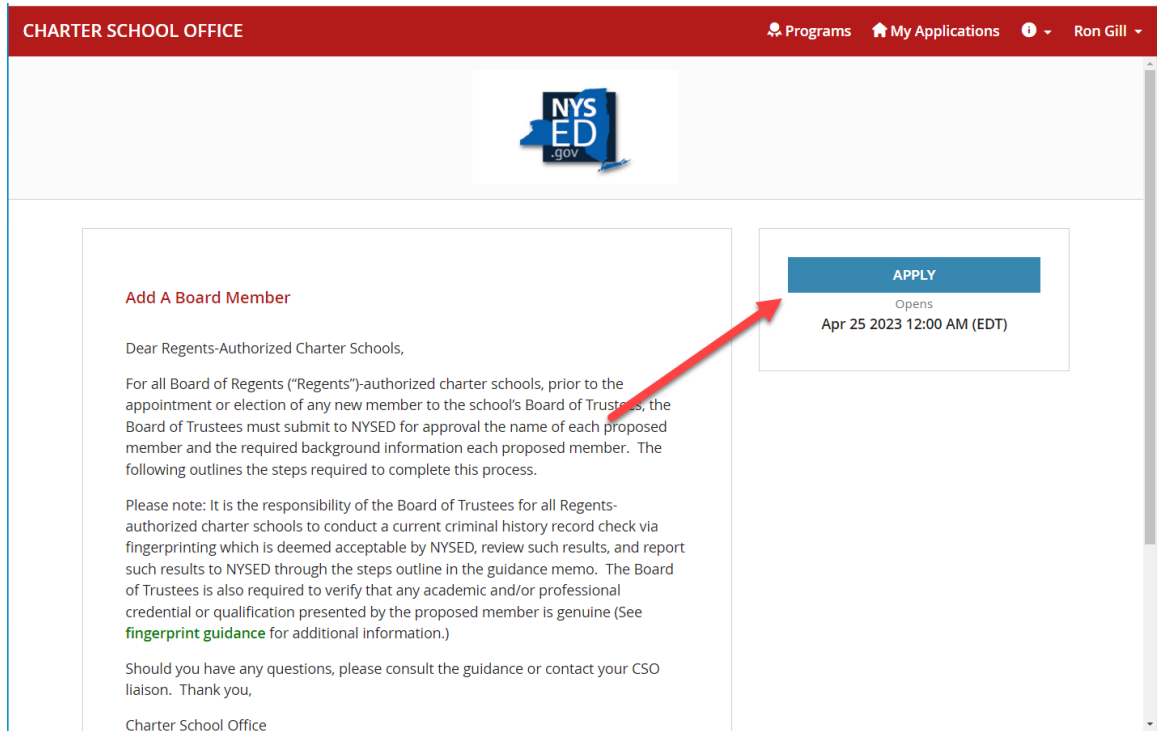 CHARTER SCHOOL OFFICE
Programs
My Applications
Ron Gill
NYS
ED
.gov
Add A Board Member
Dear Regents-Authorized Charter Schools,
For all Board of Regents (“Regents”)-authorized charter schools, prior to the
appointment or election of any new member to the school’s Board of Trustees, the
Board of Trustees must submit to NYSED for approval the name of each proposed
member and the required background information each proposed member. The
following outlines the steps required to complete this process.
Please note: It is the responsibility of the Board of Trustees for all Regents-
authorized charter schools to conduct a current criminal history record check via
fingerprinting which is deemed acceptable by NYSED, review such results, and report
such results to NYSED through the steps outline in the guidance memo. The Board
of Trustees is also required to verify that any academic and/or professional
credential or qualification presented by the proposed member is genuine (See
fingerprint guidance for additional information.)
Should you have any questions, please consult the guidance or contact your CSO
liaison. Thank you,
Charter School Office
APPLY
Opens
Apr 25 2023 12:00 AM (EDT)